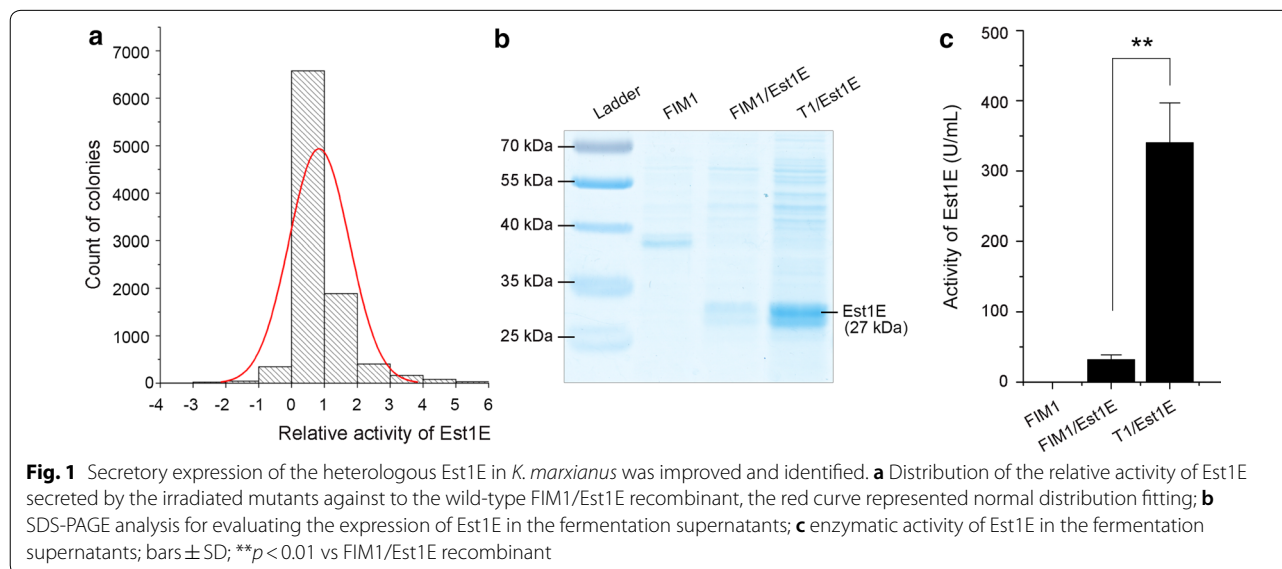 a
7000
6000
5000
4000
3000
2000
1000
0
Count of colonies
-4 -3 -2 -1 0 1 2 3 4 5 6
Relative activity of Est1E
b
Ladder
FIM1
FIM1/Est1E
T1/Est1E
70 kDa
55 kDa
40 kDa
35 kDa
25 kDa
Est1E
(27 kDa)
c
500
400
300
200
100
0
Activity of Est1E (U/mL)
**
FIM1
FIM1/Est1E
T1/Est1E
Fig. 1 Secretory expression of the heterologous Est1E in K. marxianus was improved and identified. a Distribution of the relative activity of Est1E
secreted by the irradiated mutants against to the wild-type FIM1/Est1E recombinant, the red curve represented normal distribution fitting; b
SDS-PAGE analysis for evaluating the expression of Est1E in the fermentation supernatants; c enzymatic activity of Est1E in the fermentation
supernatants; bars ± SD; **p < 0.01 vs FIM1/Est1E recombinant